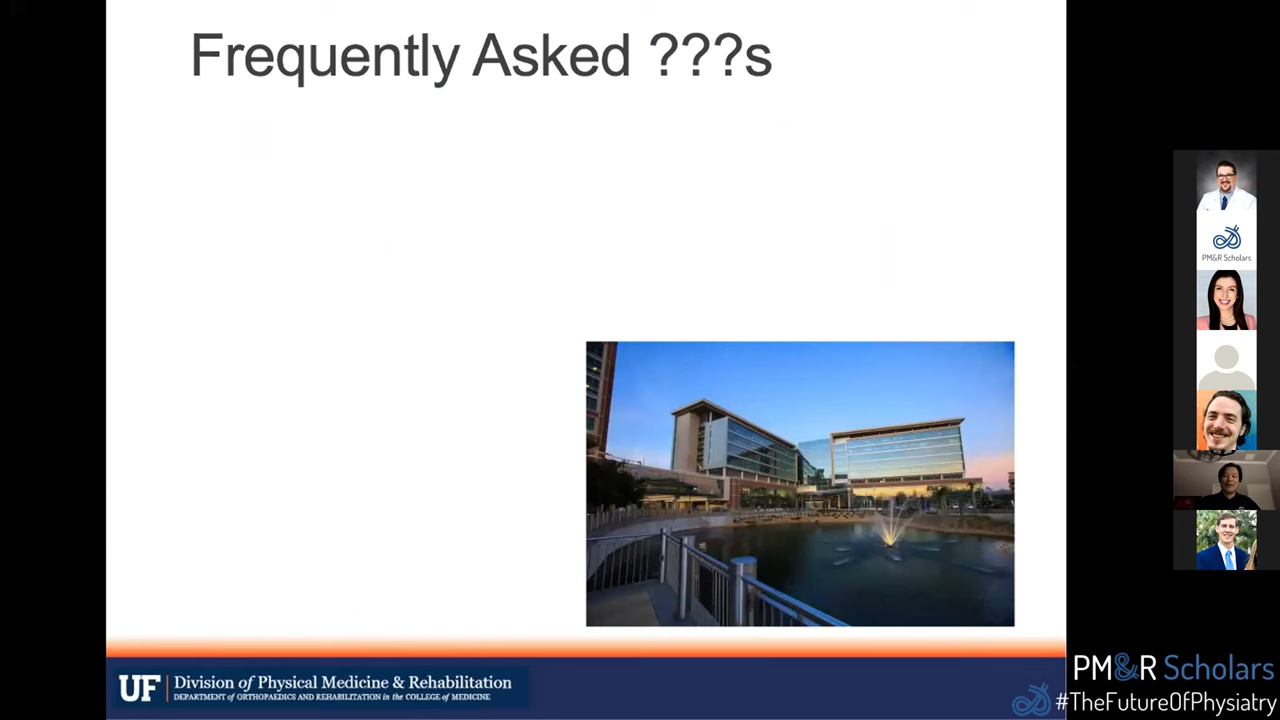 Frequently Asked ???s
PM&R Scholars
UF
Division of Physical Medicine & Rehabilitation
DEPARTMENT of ORTHOPAEDICS AND REHABILITATION in the COLLEGE of MEDICINE
PM&R Scholars
#TheFutureOfPhysiatry